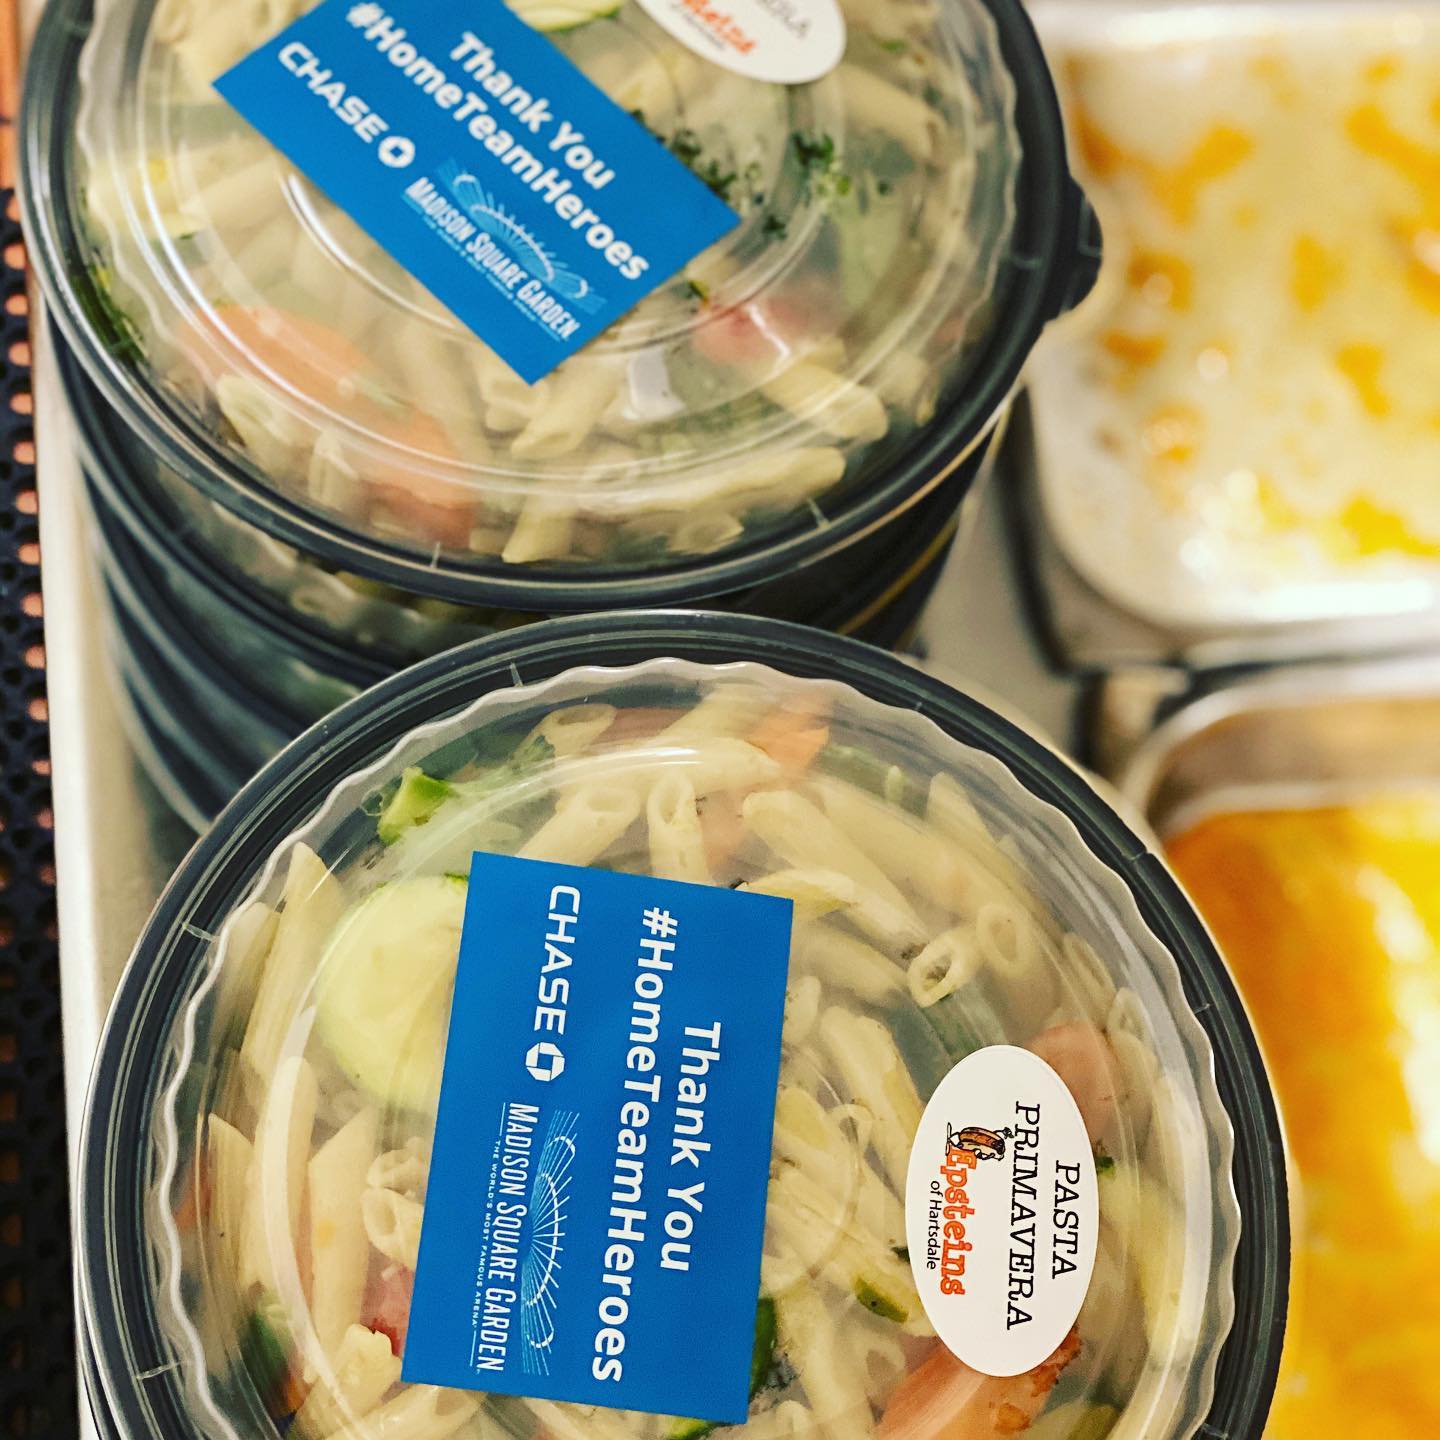 Thank You
#HomeTeamHeroes
CHASE
MADISON SQUARE GARDEN
Thank You
#HomeTeamHeroes
CHASE
MADISON SQUARE GARDEN
THE WORLD'S MOST FAMOUS ARENA
PASTA
PRIMAVERA
Epsteins
of Hartsdale